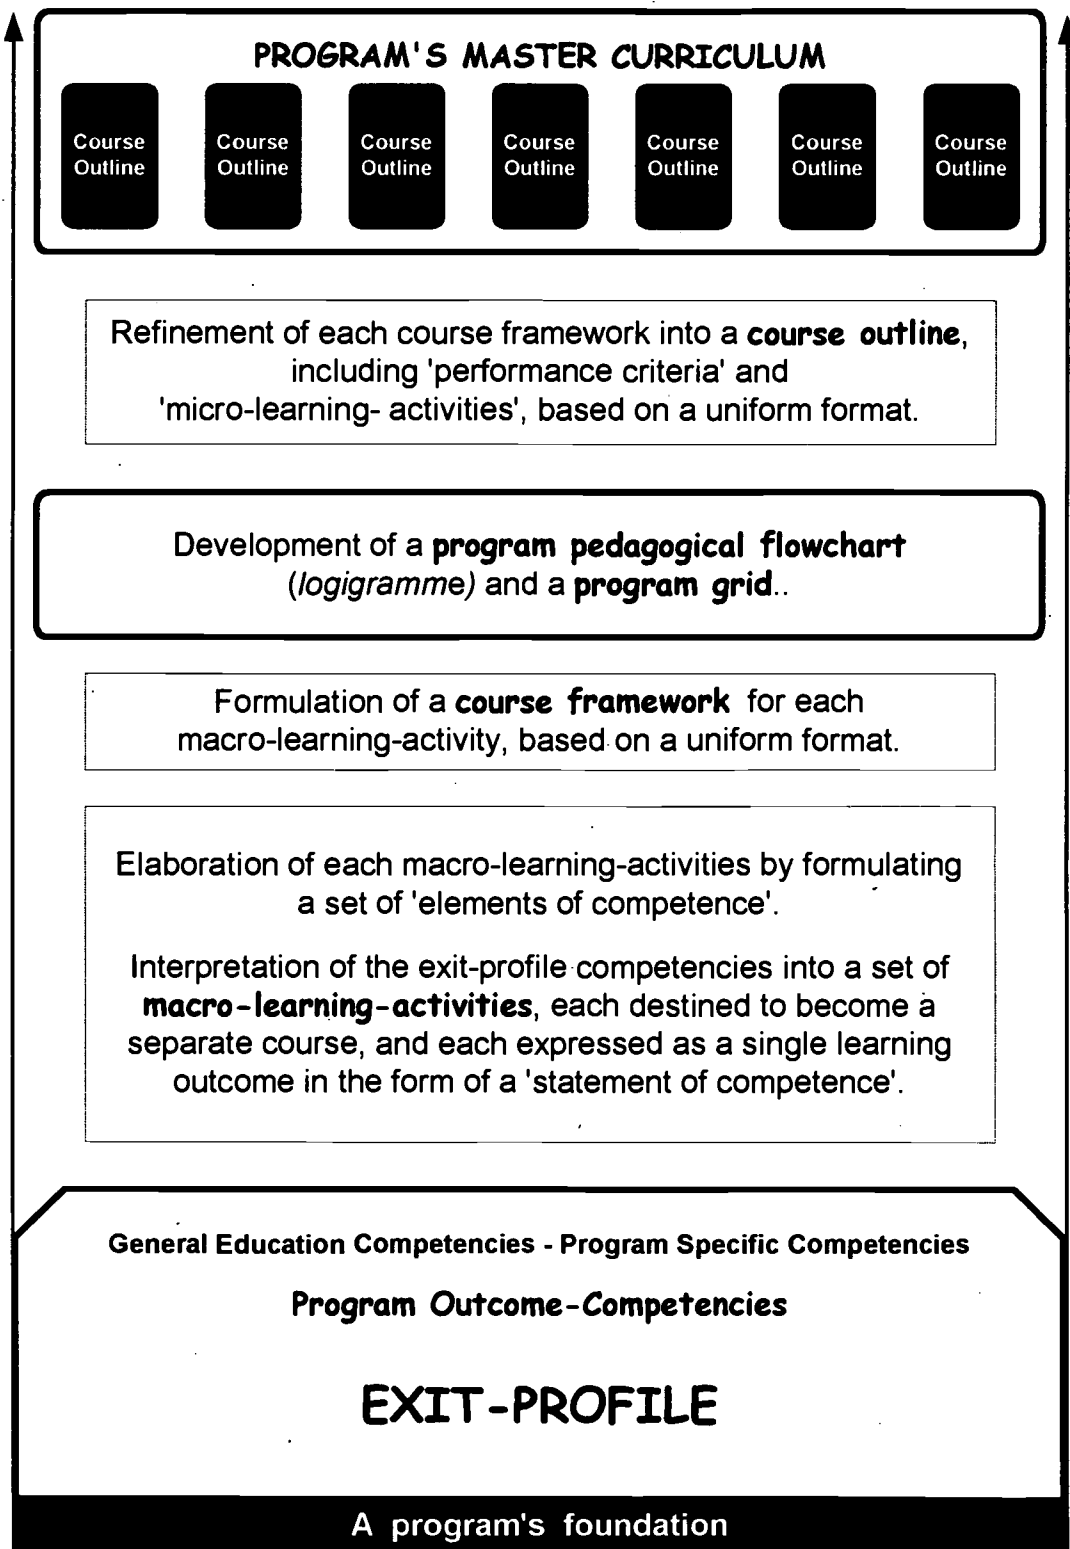 PROGRAM'S MASTER CURRICULUM
Course Outline
Course Outline
Course Outline
Course Outline
Course Outline
Course Outline
Course Outline
Refinement of each course framework into a course outline,
including 'performance criteria' and
'micro-learning- activities', based on a uniform format.
Development of a program pedagogical flowchart
(logigramme) and a program grid..
Formulation of a course framework for each
macro-learning-activity, based on a uniform format.
Elaboration of each macro-learning-activities by formulating
a set of 'elements of competence'.
Interpretation of the exit-profile competencies into a set of
macro-learning-activities, each destined to become a
separate course, and each expressed as a single learning
outcome in the form of a 'statement of competence'.
General Education Competencies - Program Specific Competencies
Program Outcome-Competencies
EXIT-PROFILE
A program's foundation